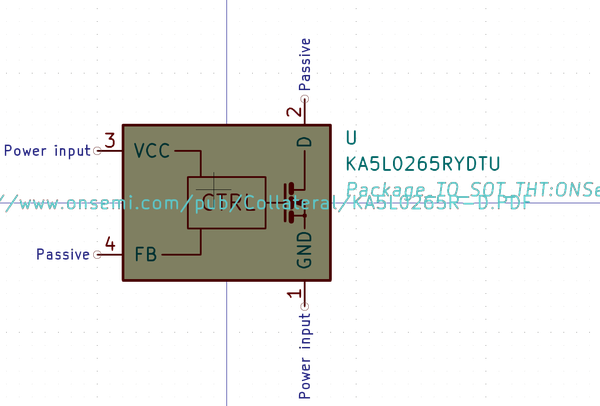 Passive
2
D
3
Power input
VCC
U
KA5L0265RYDTU
Package_TO_SOT_THT:ONSe
CTRL
//www.onsemi.com/pub/Collateral/KA5L0265R-D.PDF
4
Passive
FB
GND
1
Power input